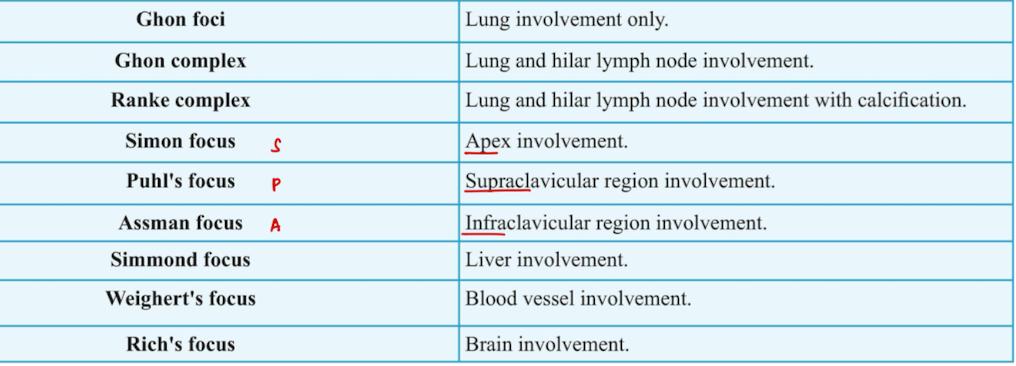 Ghon foci Lung involvement only.
Ghon complex Lung and hilar lymph node involvement.
Ranke complex Lung and hilar lymph node involvement with calcification.
Simon focus S Apex involvement.
Puhl's focus P Supraclavicular region involvement.
Assman focus A Infraclavicular region involvement.
Simmond focus Liver involvement.
Weighert's focus Blood vessel involvement.
Rich's focus Brain involvement.